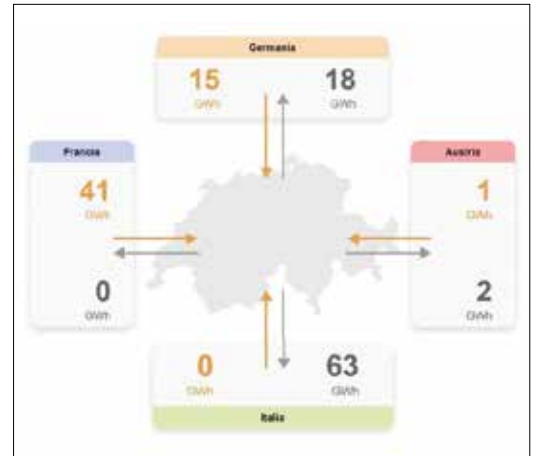 Germania
15 18
GWh GWh
Francia
41
GWh
0
GWh
Austria
1
GWh
2
GWh
0 63
GWh GWh
Italia